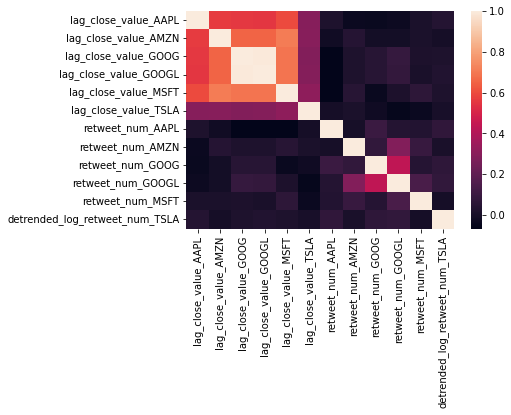 lag_close_value_AAPL
lag_close_value_AMZN
lag_close_value_GOOG
lag_close_value_GOOGL
lag_close_value_MSFT
lag_close_value_TSLA
retweet_num_AAPL
retweet_num_AMZN
retweet_num_GOOG
retweet_num_GOOGL
retweet_num_MSFT
detrended_log_retweet_num_TSLA
lag_close_value_AAPL
lag_close_value_AMZN
lag_close_value_GOOG
lag_close_value_GOOGL
lag_close_value_MSFT
lag_close_value_TSLA
retweet_num_AAPL
retweet_num_AMZN
retweet_num_GOOG
retweet_num_GOOGL
retweet_num_MSFT
detrended_log_retweet_num_TSLA
1.0
0.8
0.6
0.4
0.2
0.0